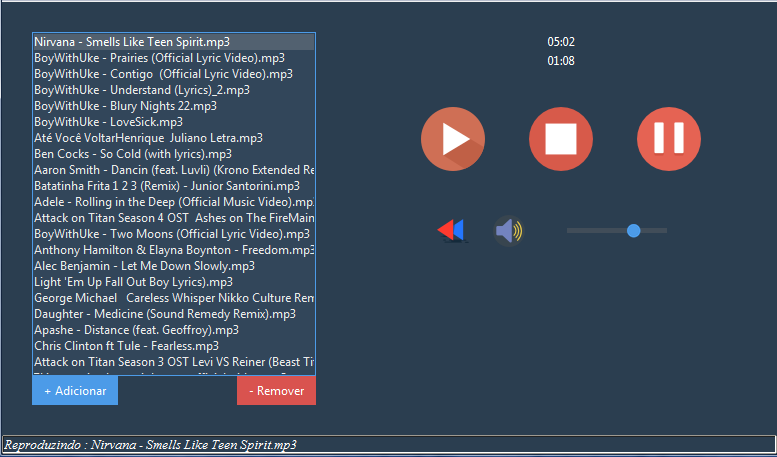 Nirvana - Smells Like Teen Spirit.mp3
BoyWithUke - Prairies (Official Lyric Video).mp3
BoyWithUke - Contigo  (Official Lyric Video).mp3
BoyWithUke - Understand (Lyrics)_2.mp3
BoyWithUke - Blury Nights 22.mp3
BoyWithUke - LoveSick.mp3
Até Você VoltarHenrique  Juliano Letra.mp3
Ben Cocks - So Cold (with lyrics).mp3
Aaron Smith - Dancin (feat. Luvli) (Krono Extended Re
Batatinha Frita 1 2 3 (Remix) - Junior Santorini.mp3
Adele - Rolling in the Deep (Official Music Video).mp3
Attack on Titan Season 4 OST  Ashes on The FireMain
BoyWithUke - Two Moons (Official Lyric Video).mp3
Anthony Hamilton & Elayna Boynton - Freedom.mp3
Alec Benjamin - Let Me Down Slowly.mp3
Light 'Em Up Fall Out Boy Lyrics).mp3
George Michael   Careless Whisper Nikko Culture Rem
Daughter - Medicine (Sound Remedy Remix).mp3
Apashe - Distance (feat. Geoffroy).mp3
Chris Clinton ft Tule - Fearless.mp3
Attack on Titan Season 3 OST Levi VS Reiner (Beast Ti
+ Adicionar
- Remover
05:02
01:08
Reproduzindo : Nirvana - Smells Like Teen Spirit.mp3